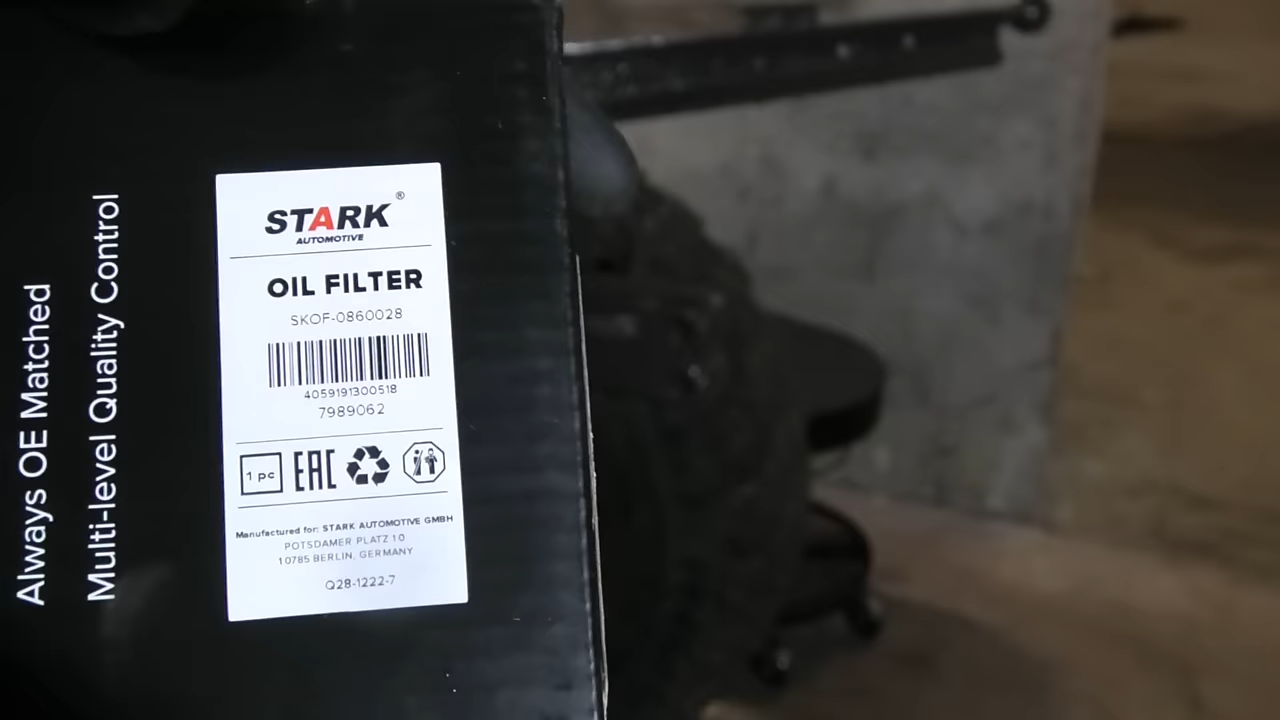 Always OE Matched
Multi-level Quality Control
STARK®
AUTOMOTIVE
OIL FILTER
SKOF-0860028
4059191300518
7989062
1 pc
EAC
Manufactured for: STARK AUTOMOTIVE GMBH
POTSDAMER PLATZ 10
10785 BERLIN, GERMANY
Q28-1222-7